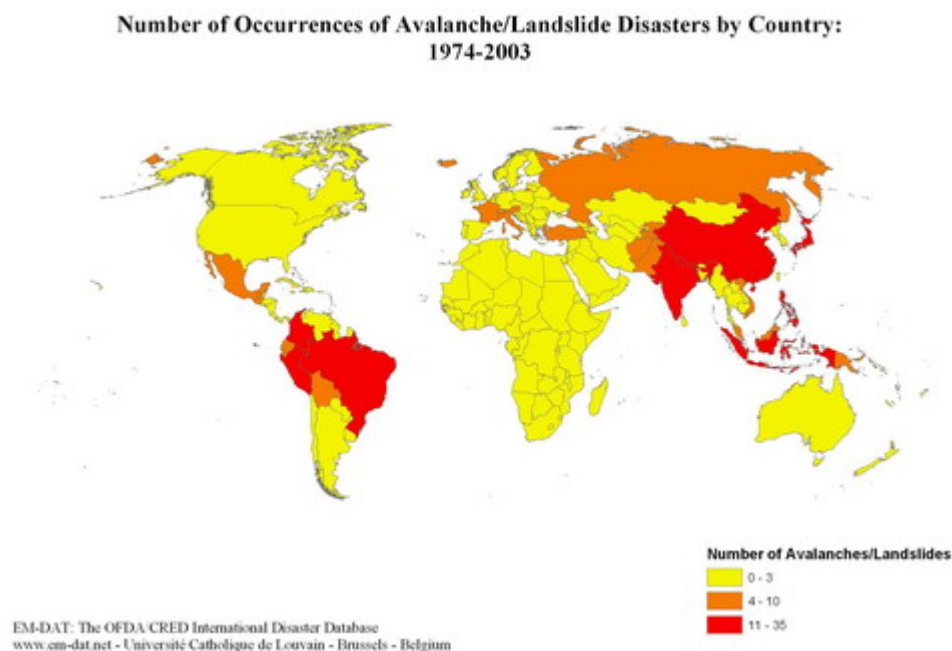 Number of Occurrences of Avalanche/Landslide Disasters by Country:
1974-2003
Number of Avalanches/Landslides
0 - 3
4 - 10
11 - 35
EM-DAT: The OFDA/CRED International Disaster Database
www.em-dat.net - Université Catholique de Louvain - Brussels - Belgium